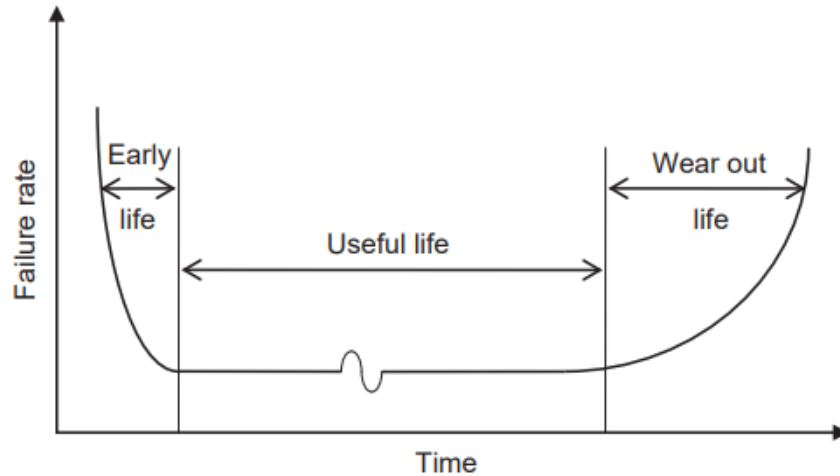 Failure rate
Early
life
Useful life
Wear out
life
Time